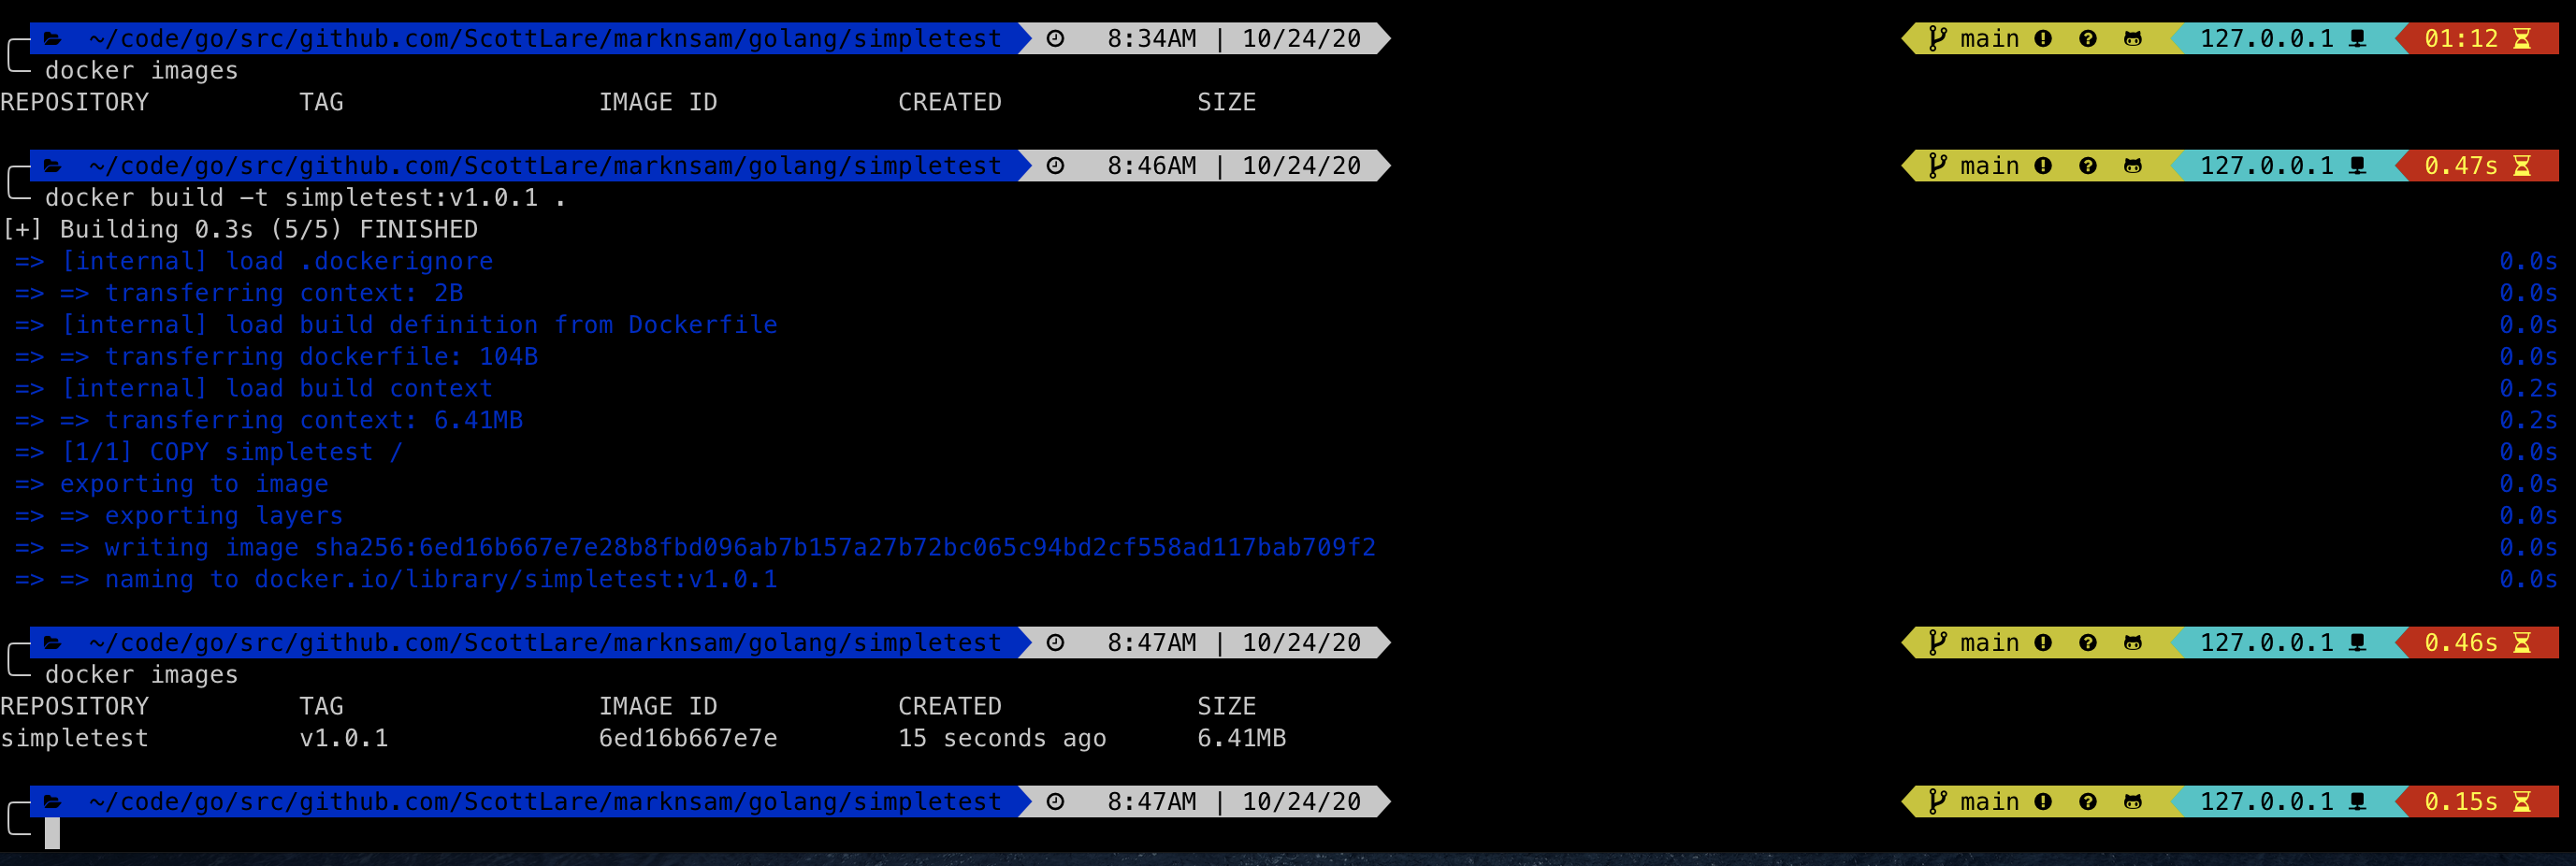 ~/code/go/src/github.com/ScottLare/marknsam/golang/simpletest 8:34AM | 10/24/20 main 127.0.0.1 01:12
docker images
REPOSITORY TAG IMAGE ID CREATED SIZE
~/code/go/src/github.com/ScottLare/marknsam/golang/simpletest 8:46AM | 10/24/20 main 127.0.0.1 0.47s
docker build -t simpletest:v1.0.1 .
[+] Building 0.3s (5/5) FINISHED
=> [internal] load .dockerignore 0.0s
=> => transferring context: 2B 0.0s
=> [internal] load build definition from Dockerfile 0.0s
=> => transferring dockerfile: 104B 0.0s
=> [internal] load build context 0.2s
=> => transferring context: 6.41MB 0.2s
=> [1/1] COPY simpletest / 0.0s
=> exporting to image 0.0s
=> => exporting layers 0.0s
=> => writing image sha256:6ed16b667e7e28b8fbd096ab7b157a27b72bc065c94bd2cf558ad117bab709f2 0.0s
=> => naming to docker.io/library/simpletest:v1.0.1 0.0s
~/code/go/src/github.com/ScottLare/marknsam/golang/simpletest 8:47AM | 10/24/20 main 127.0.0.1 0.46s
docker images
REPOSITORY TAG IMAGE ID CREATED SIZE
simpletest v1.0.1 6ed16b667e7e 15 seconds ago 6.41MB
~/code/go/src/github.com/ScottLare/marknsam/golang/simpletest 8:47AM | 10/24/20 main 127.0.0.1 0.15s